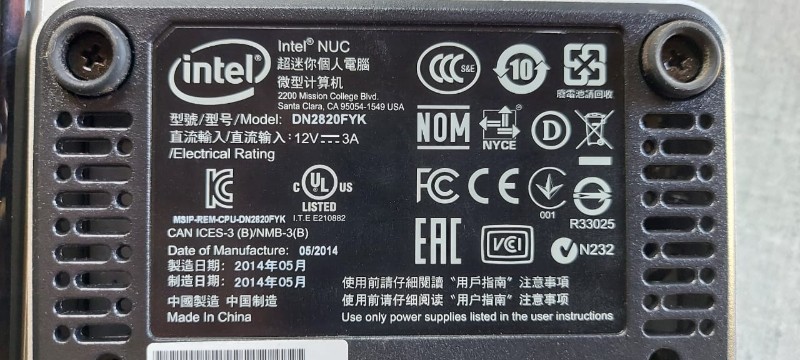 intel®
Intel® NUC
超迷你個人電腦
微型计算机
2200 Mission College Blvd.
Santa Clara, CA 95054-1549 USA
型號/型号/Model: DN2820FYK
直流輸入/直流输入: 12V 3A
/Electrical Rating
CCC S&E
10
廢電池請回收
NOM
NYCE
D
MSIP-REM-CPU-DN2820FYK
C UL US
LISTED
I.T.E E210882
FC CE
001
R33025
CAN ICES-3 (B)/NMB-3(B)
EAC
VCI
N232
Date of Manufacture: 05/2014
製造日期: 2014年05月
制造日期: 2014年05月
中國製造 中国制造
Made In China
使用前請仔細閱讀 “用戶指南” 注意事項
使用前请仔细阅读 “用户指南” 注意事项
Use only power supplies listed in the user instructions